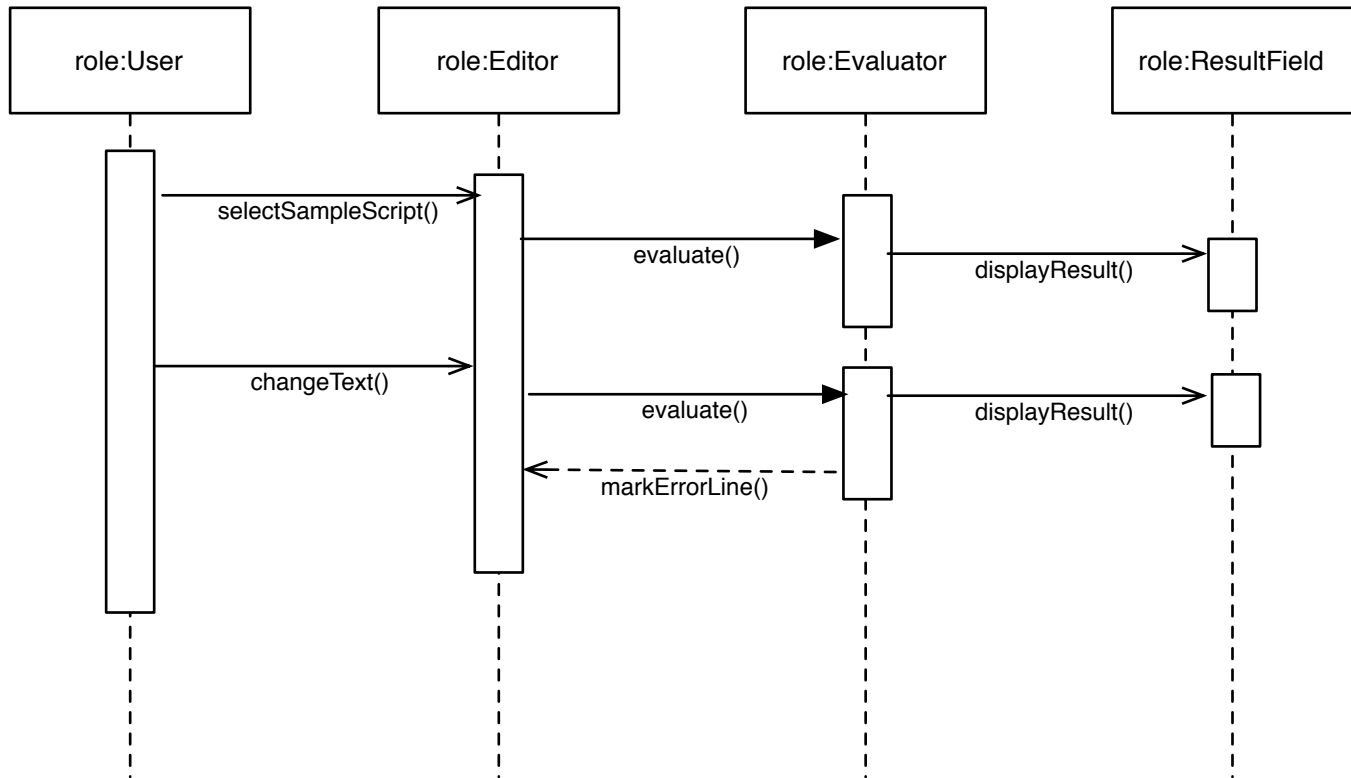 role:User
role:Editor
role:Evaluator
role:ResultField
selectSampleScript()
evaluate()
displayResult()
changeText()
evaluate()
displayResult()
markErrorLine()